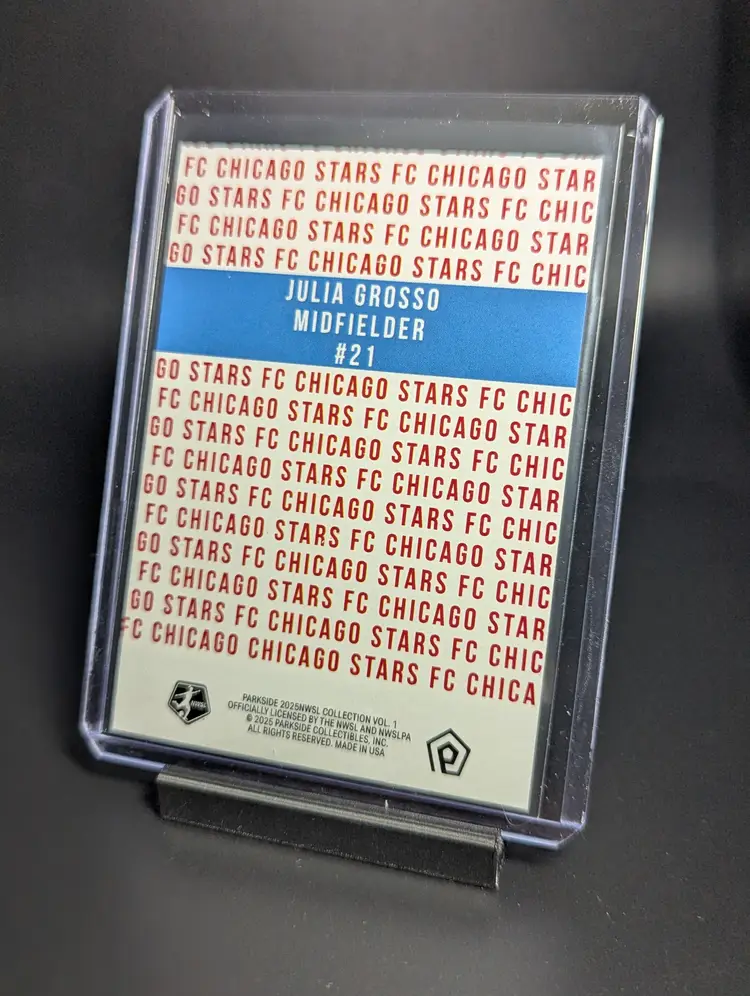 FC CHICAGO STARS FC CHICAGO STAR
GO STARS FC CHICAGO STARS FC CHIC
FC CHICAGO STARS FC CHICAGO STAR
GO STARS FC CHICAGO STARS FC CHIC
JULIA GROSSO
MIDFIELDER
#21
GO STARS FC CHICAGO STARS FC CHIC
FC CHICAGO STARS FC CHICAGO STAR
GO STARS FC CHICAGO STARS FC CHIC
FC CHICAGO STARS FC CHICAGO STAR
GO STARS FC CHICAGO STARS FC CHIC
FC CHICAGO STARS FC CHICAGO STAR
GO STARS FC CHICAGO STARS FC CHIC
FC CHICAGO STARS FC CHICAGO STAR
GO STARS FC CHICAGO STARS FC CHIC
FC CHICAGO CHICAGO STARS FC CHICA
NWSL
PARKSIDE 2025NWSL COLLECTION VOL. 1
OFFICIALLY LICENSED BY THE NWSL AND NWSLPA
© 2025 PARKSIDE COLLECTIBLES, INC.
ALL RIGHTS RESERVED. MADE IN USA